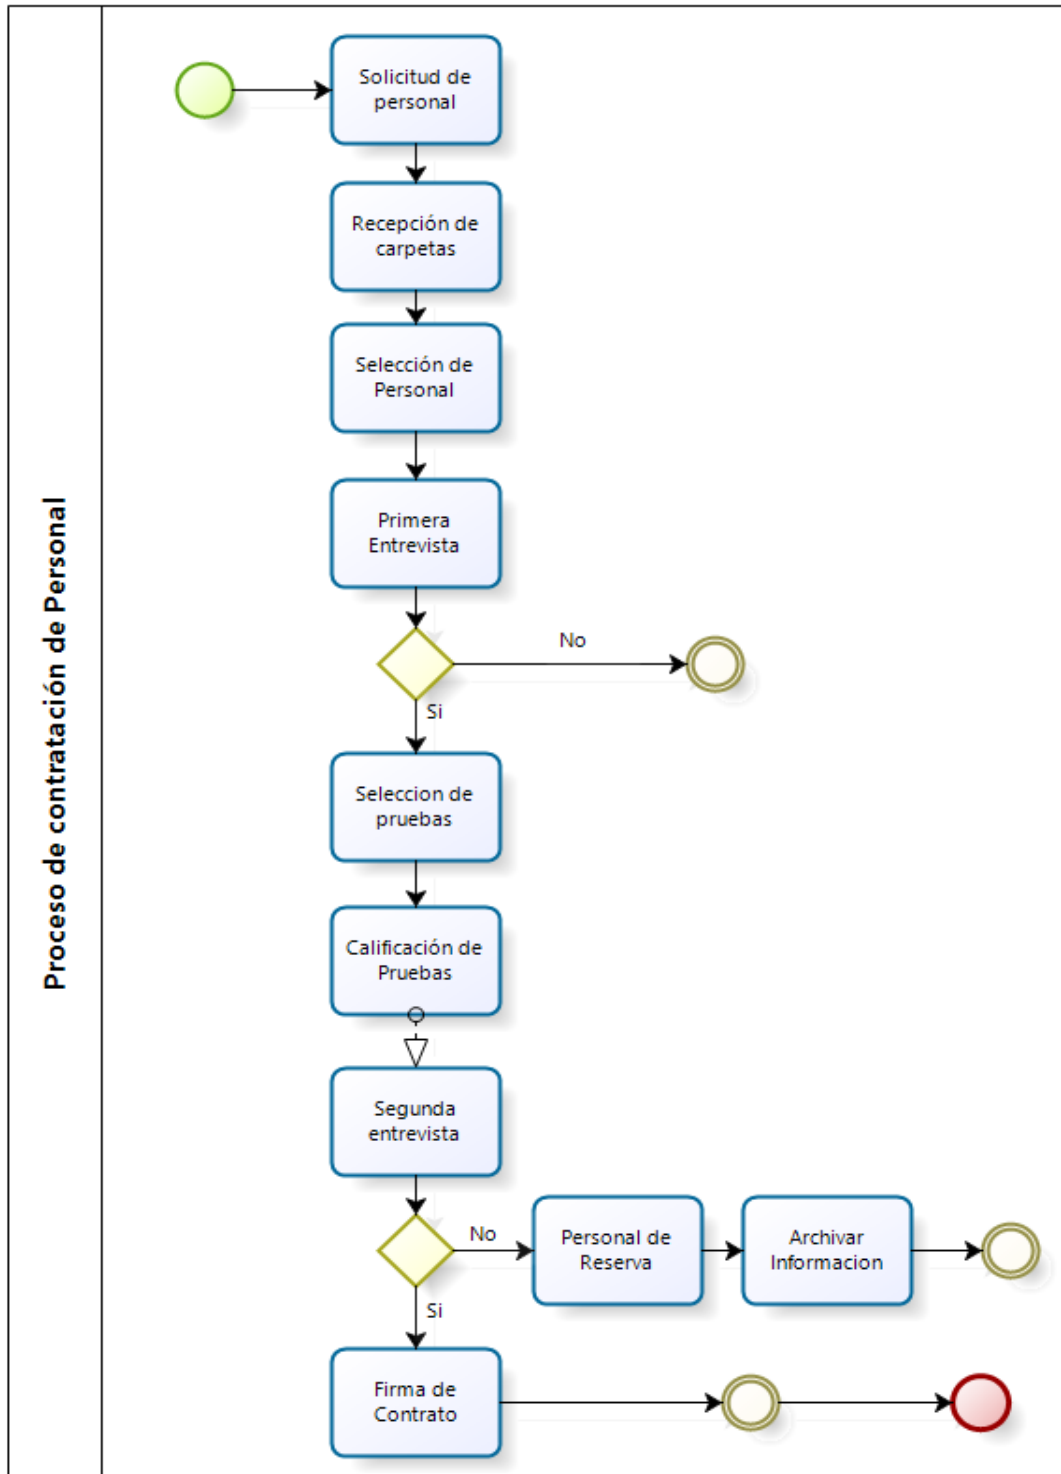 Proceso de contratación de Personal
Solicitud de
personal
Recepción de
carpetas
Selección de
Personal
Primera
Entrevista
No
Si
Seleccion de
pruebas
Calificación de
Pruebas
Segunda
entrevista
No
Personal de
Reserva
Archivar
Informacion
Si
Firma de
Contrato